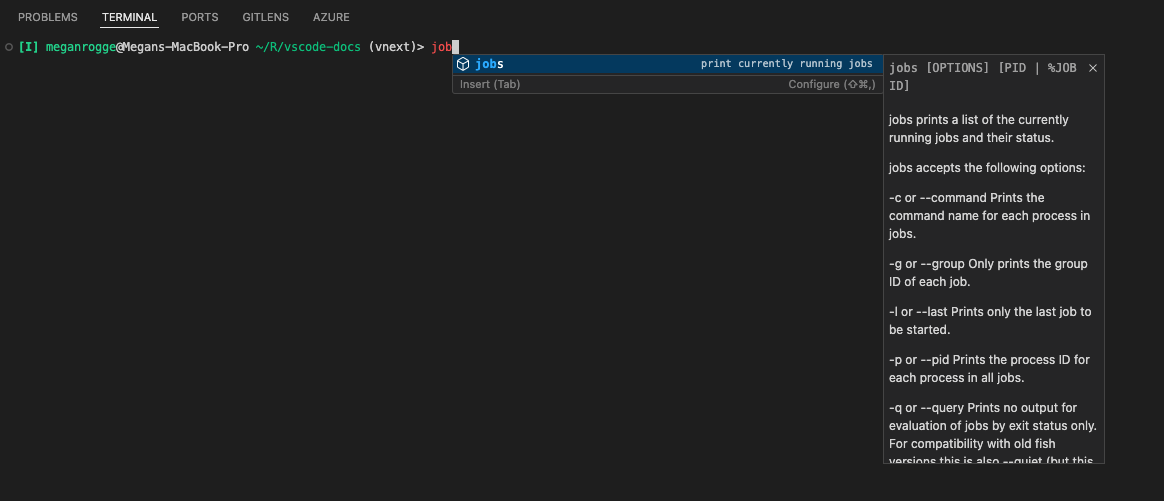 PROBLEMS TERMINAL PORTS GITLENS AZURE
[I] meganrogge@Megans-MacBook-Pro ~/R/vscode-docs (vnext)> job
jobs print currently running jobs
Insert (Tab) Configure (⇧⌘,)
jobs [OPTIONS] [PID | %JOB
ID]
jobs prints a list of the currently
running jobs and their status.
jobs accepts the following options:
-c or --command Prints the
command name for each process in
jobs.
-g or --group Only prints the group
ID of each job.
-l or --last Prints only the last job to
be started.
-p or --pid Prints the process ID for
each process in all jobs.
-q or --query Prints no output for
evaluation of jobs by exit status only.
For compatibility with old fish
versions this is also --quiet (but this